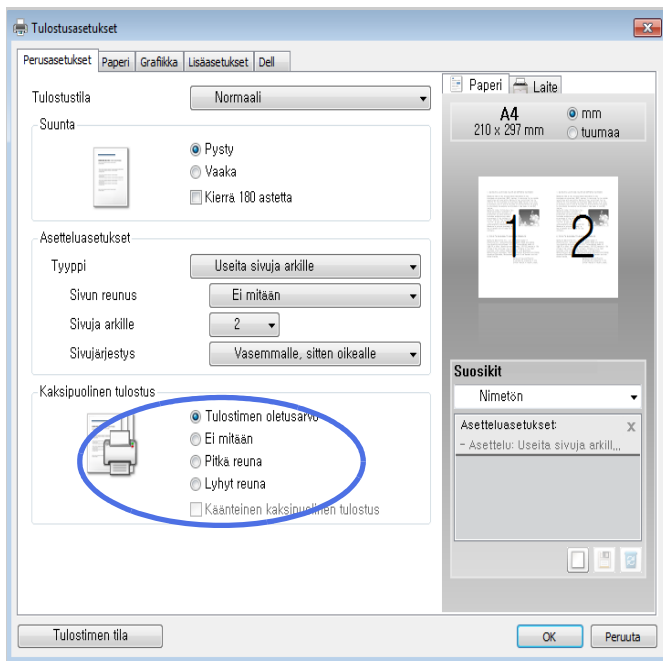 Tulostusasetukset
Perusasetukset Paperi Grafiikka Lisäasetukset Dell
Tulostustila Normaali
Suunta
Pysty
Vaaka
Kierrä 180 astetta
Asetteluasetukset
Tyyppi Useita sivuja arkille
Sivun reunus Ei mitään
Sivuja arkille 2
Sivujärjestys Vasemmalle, sitten oikealle
Kaksipuolinen tulostus
Tulostimen oletusarvo
Ei mitään
Pitkä reuna
Lyhyt reuna
Käänteinen kaksipuolinen tulostus
Paperi Laite
A4
210 x 297 mm
mm
tuumaa
1 2
Suosikit
Nimetön
Asetteluasetukset: X
- Asettelu: Useita sivuja arkill,,,
Tulostimen tila OK Peruuta